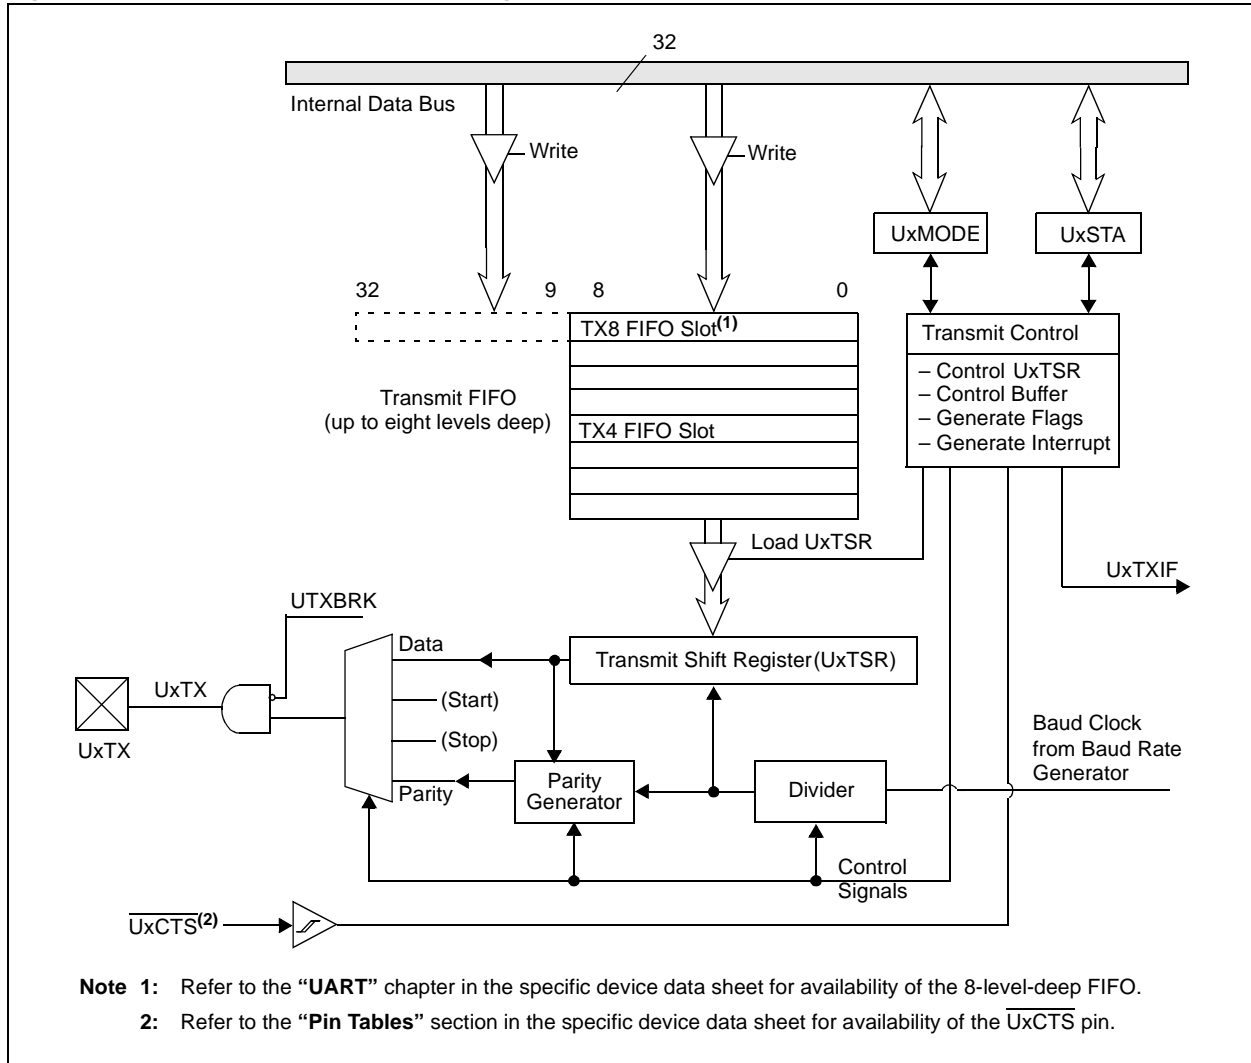 32
Internal Data Bus
Write
Write
UxMODE
UxSTA
32
9
8
0
TX8 FIFO Slot(1)
Transmit Control
– Control UxTSR
– Control Buffer
– Generate Flags
– Generate Interrupt
Transmit FIFO
(up to eight levels deep)
TX4 FIFO Slot
Load UxTSR
UxTXIF
UTXBRK
Data
Transmit Shift Register(UxTSR)
UxTX
(Start)
UxTX
(Stop)
Baud Clock
from Baud Rate
Generator
Parity
Parity
Generator
Divider
Control
Signals
U̅x̅C̅T̅S̅(2)
Note 1: Refer to the “UART” chapter in the specific device data sheet for availability of the 8-level-deep FIFO.
2: Refer to the “Pin Tables” section in the specific device data sheet for availability of the U̅x̅C̅T̅S̅ pin.